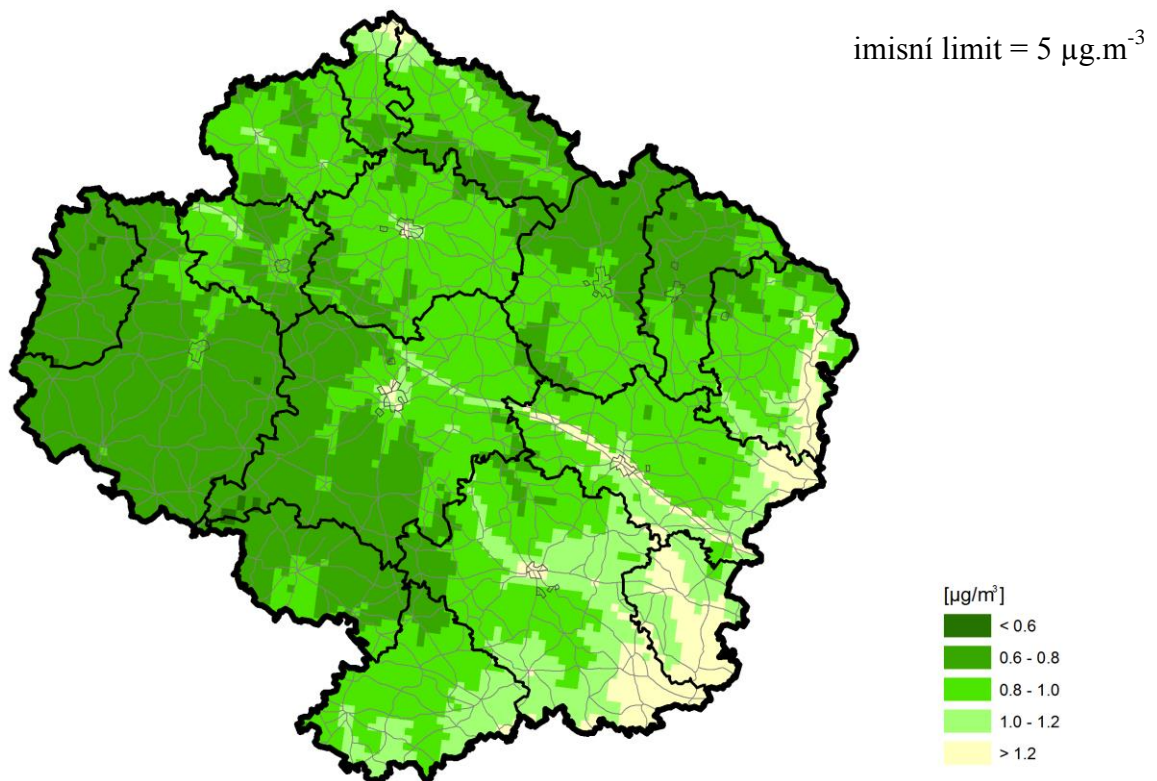 imisní limit = 5 µg.m⁻³
[µg/m³]
< 0.6
0.6 - 0.8
0.8 - 1.0
1.0 - 1.2
> 1.2